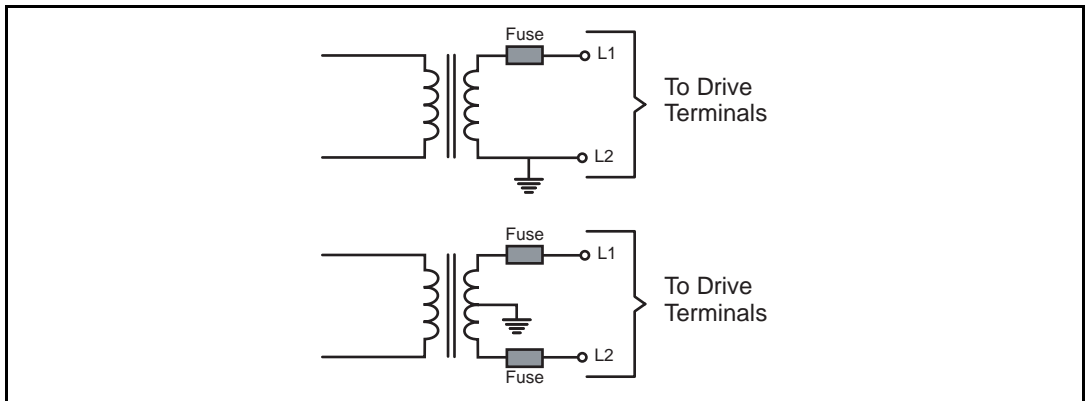 Fuse
L1
To Drive
Terminals
L2
Fuse
L1
To Drive
Terminals
L2
Fuse